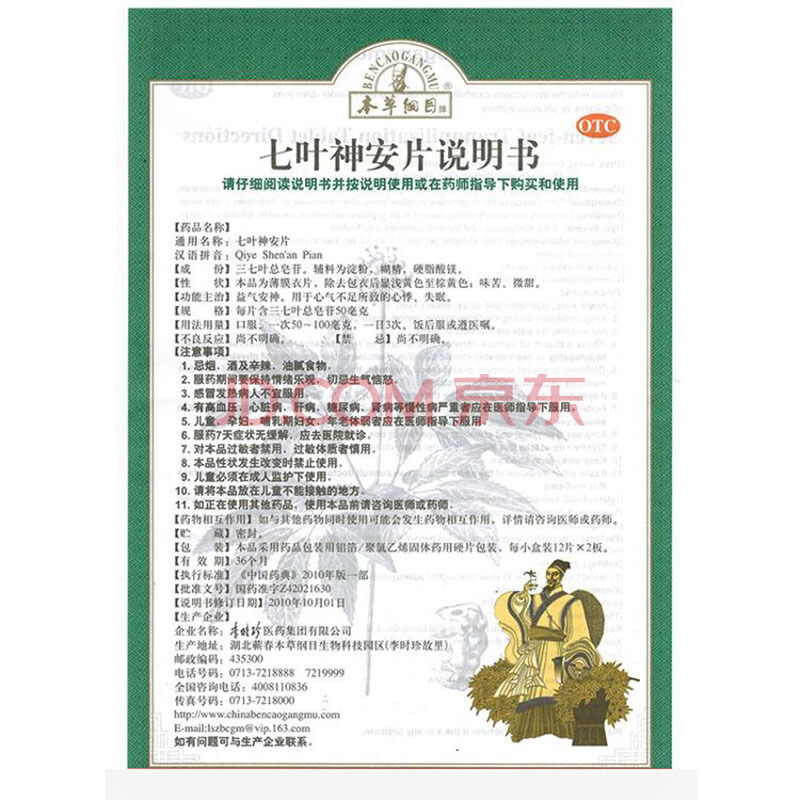 BENCAOGANGMU
本草纲目牌
®
OTC
七叶神安片说明书
请仔细阅读说明书并按说明使用或在药师指导下购买和使用
【药品名称】
通用名称：七叶神安片
汉语拼音：Qiye Shen'an Pian
【成　份】三七叶总皂苷。辅料为淀粉，糊精，硬脂酸镁。
【性　状】本品为薄膜衣片，除去包衣后显浅黄色至棕黄色；味苦、微甜。
【功能主治】益气安神。用于心气不足所致的心悸、失眠。
【规　格】每片含三七叶总皂苷50毫克
【用法用量】口服，一次50～100毫克，一日3次。饭后服或遵医嘱。
【不良反应】尚不明确。　【禁　忌】尚不明确。
【注意事项】
1. 忌烟、酒及辛辣、油腻食物。
2. 服药期间要保持情绪乐观，切忌生气恼怒。
3. 感冒发热病人不宜服用。
4. 有高血压、心脏病、肝病、糖尿病、肾病等慢性病严重者应在医师指导下服用。
5. 儿童、孕妇、哺乳期妇女、年老体弱者应在医师指导下服用。
6. 服药7天症状无缓解，应去医院就诊。
7. 对本品过敏者禁用，过敏体质者慎用。
8. 本品性状发生改变时禁止使用。
9. 儿童必须在成人监护下使用。
10. 请将本品放在儿童不能接触的地方。
11. 如正在使用其他药品，使用本品前请咨询医师或药师。
【药物相互作用】如与其他药物同时使用可能会发生药物相互作用，详情请咨询医师或药师。
【贮　藏】密封。
【包　装】本品采用药品包装用铝箔/聚氯乙烯固体药用硬片包装，每小盒装12片×2板。
【有 效 期】36个月
【执行标准】《中国药典》2010年版一部
【批准文号】国药准字Z42021630
【说明书修订日期】2010年10月01日
【生产企业】
企业名称：李时珍医药集团有限公司
生产地址：湖北蕲春本草纲目生物科技园区(李时珍故里)
邮政编码：435300
电话号码：0713-7218888　7219999
全国咨询电话：4008110836
传真号码：0713-7218000
http://www.chinabencaogangmu.com
E-mail:lszbcgm@vip.163.com
如有问题可与生产企业联系。
JD.COM 京东